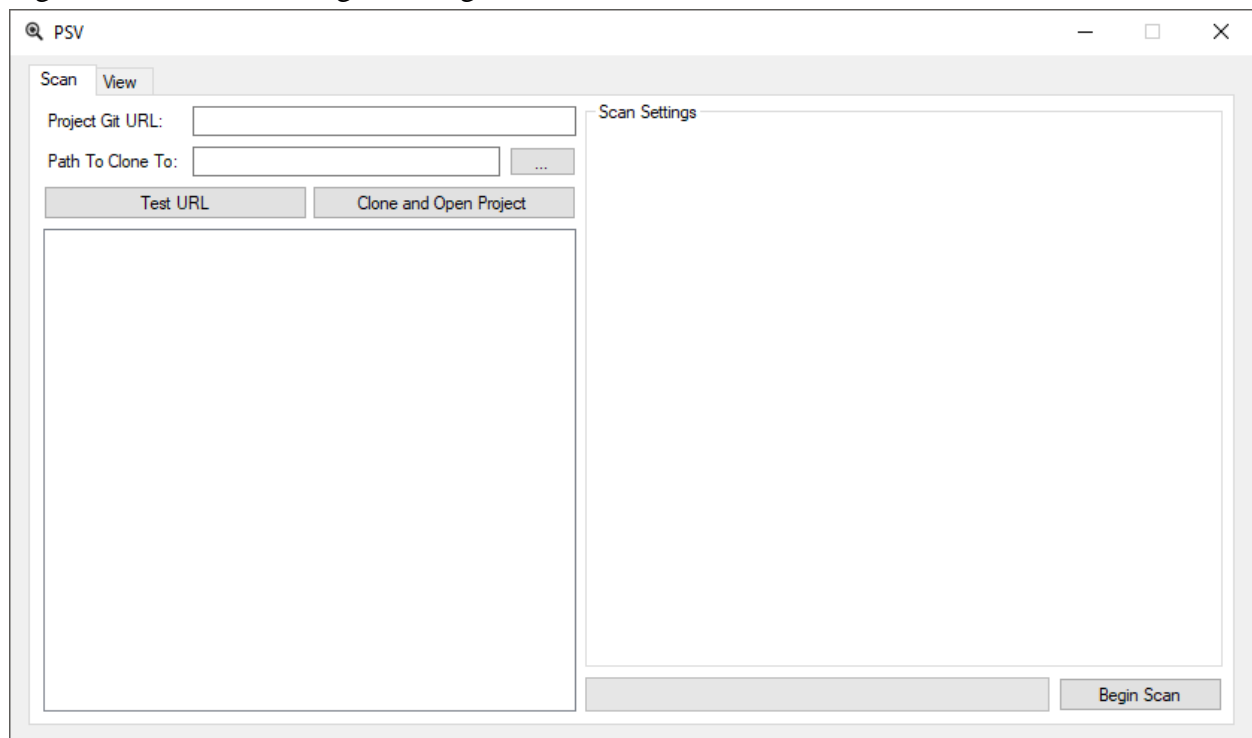 PSV
Scan View
Project Git URL:
Path To Clone To: ...
Test URL Clone and Open Project
Scan Settings
Begin Scan